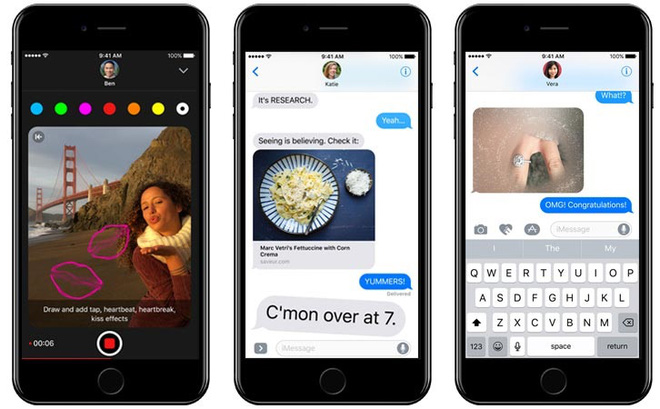 9:41 AM
100%
Ben
Draw and add tap, heartbeat, heartbreak,
kiss effects
00:06
9:41 AM
100%
Katie
It's RESEARCH.
Yeah...
Seeing is believing. Check it:
Marc Vetri's Fettuccine with Corn
Crema
saveur.com
YUMMERS!
Delivered
C'mon over at 7.
iMessage
9:41 AM
100%
Vera
What!?
OMG! Congratulations!
iMessage
I The My
Q W E R T Y U I O P
A S D F G H J K L
Z X C V B N M
123 space return